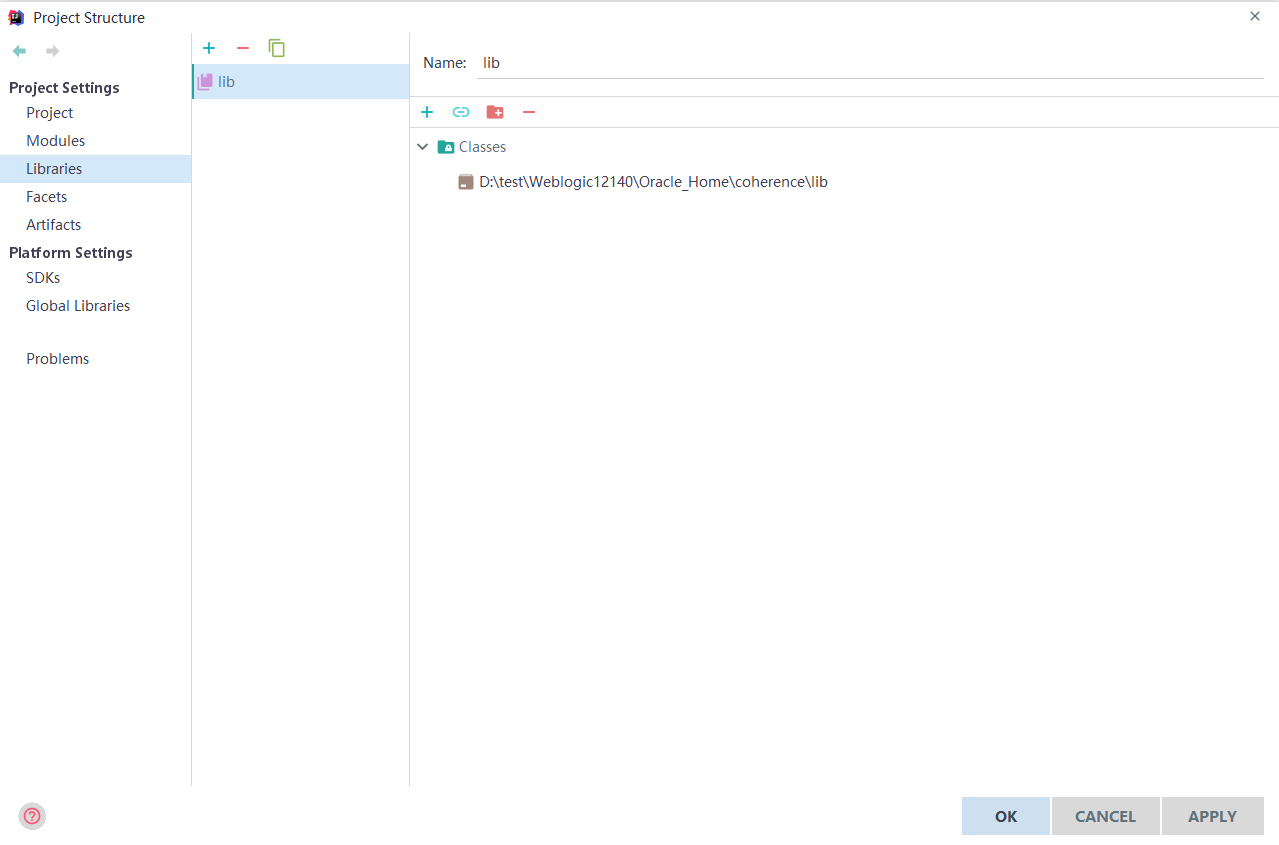 Project Structure
Project Settings
Project
Modules
Libraries
Facets
Artifacts
Platform Settings
SDKs
Global Libraries
Problems
lib
Name: lib
Classes
D:\test\Weblogic12140\Oracle_Home\coherence\lib
OK CANCEL APPLY